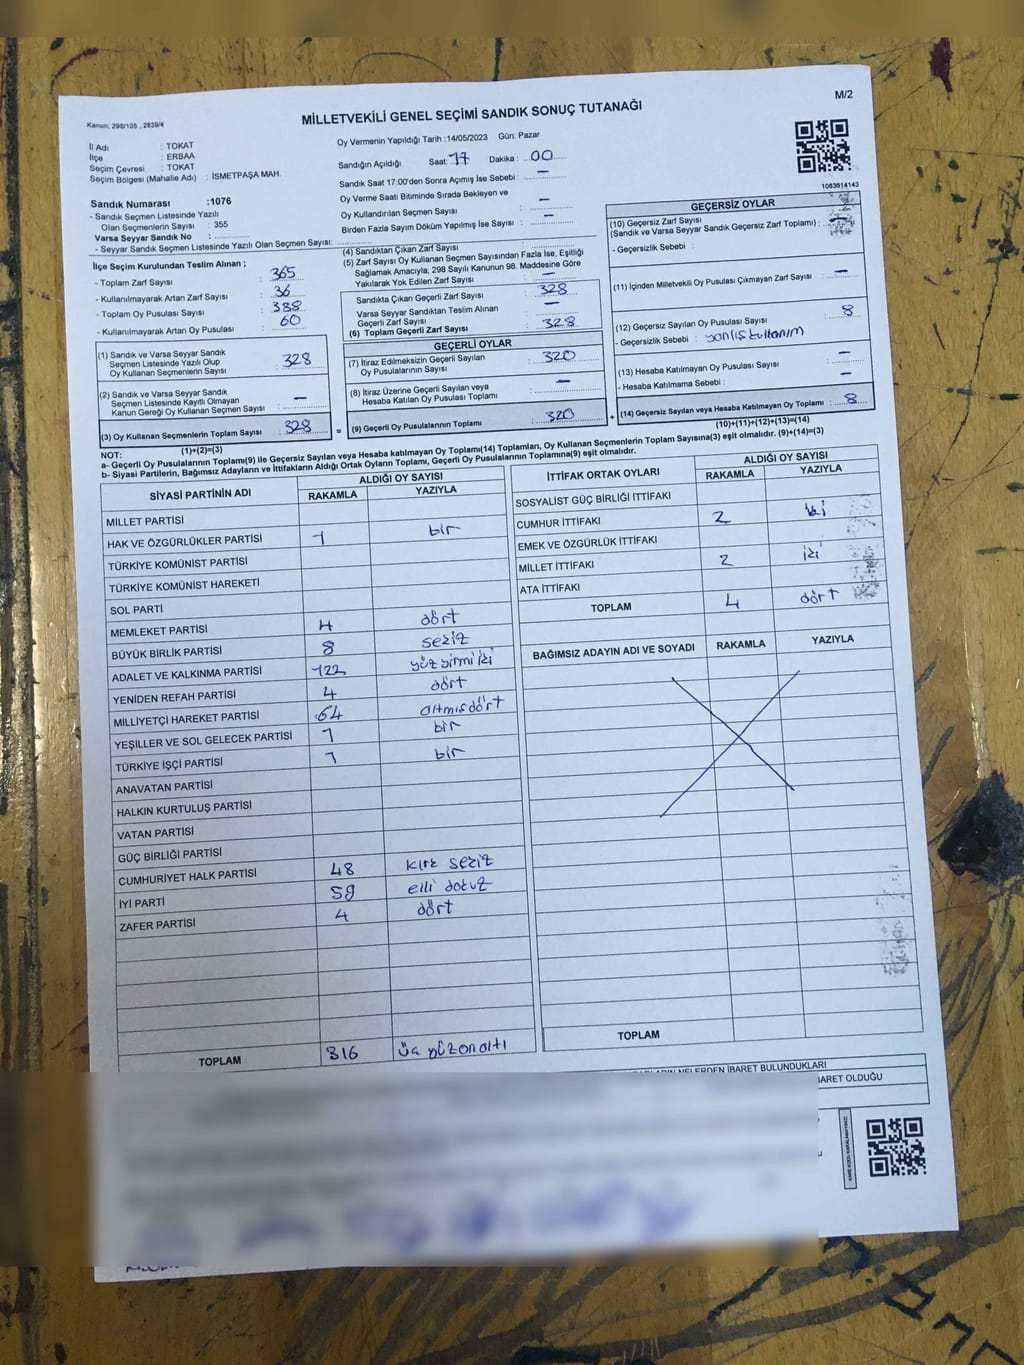 M/2
Kanun; 298/105 , 2839/4
MİLLETVEKİLİ GENEL SEÇİMİ SANDIK SONUÇ TUTANAĞI
İl Adı : TOKAT
İlçe : ERBAA
Seçim Çevresi : TOKAT
Seçim Bölgesi (Mahalle Adı) : İSMETPAŞA MAH.
Sandık Numarası :1076
- Sandık Seçmen Listesinde Yazılı
Olan Seçmenlerin Sayısı : 355
Varsa Seyyar Sandık No :
- Seyyar Sandık Seçmen Listesinde Yazılı Olan Seçmen Sayısı:
Oy Vermenin Yapıldığı Tarih :14/05/2023 Gün: Pazar
Sandığın Açıldığı Saat: 17 Dakika : 00
Sandık Saat 17:00'den Sonra Açımış İse Sebebi : –
Oy Verme Saati Bitiminde Sırada Bekleyen ve
Oy Kullandırılan Seçmen Sayısı : –
Birden Fazla Sayım Döküm Yapılmış İse Sayısı : –
1083614143
İlçe Seçim Kurulundan Teslim Alınan ;
- Toplam Zarf Sayısı : 365
- Kullanılmayarak Artan Zarf Sayısı : 36
- Toplam Oy Pusulası Sayısı : 388
- Kullanılmayarak Artan Oy Pusulası : 60
(1) Sandık ve Varsa Seyyar Sandık
Seçmen Listesinde Yazılı Olup
Oy Kullanan Seçmenlerin Sayısı : 328
(2) Sandık ve Varsa Seyyar Sandık
Seçmen Listesinde Kayıtlı Olmayan
Kanun Gereği Oy Kullanan Seçmen Sayısı : –
(3) Oy Kullanan Seçmenlerin Toplam Sayısı : 328
(1)+(2)=(3)
(4) Sandıktan Çıkan Zarf Sayısı :
(5) Zarf Sayısı Oy Kullanan Seçmen Sayısından Fazla İse, Eşitliği
Sağlamak Amacıyla; 298 Sayılı Kanunun 98. Maddesine Göre
Yakılarak Yok Edilen Zarf Sayısı : –
Sandıkta Çıkan Geçerli Zarf Sayısı : 328
Varsa Seyyar Sandıktan Teslim Alınan
Geçerli Zarf Sayısı : –
(6) Toplam Geçerli Zarf Sayısı : 328
GEÇERLİ OYLAR
(7) İtiraz Edilmeksizin Geçerli Sayılan
Oy Pusulalarının Sayısı : 320
(8) İtiraz Üzerine Geçerli Sayılan veya
Hesaba Katılan Oy Pusulası Toplamı : –
= (9) Geçerli Oy Pusulalarının Toplamı : 320
GEÇERSİZ OYLAR
(10) Geçersiz Zarf Sayısı
(Sandık ve Varsa Seyyar Sandık Geçersiz Zarf Toplamı) : –
- Geçersizlik Sebebi :
(11) İçinden Milletvekili Oy Pusulası Çıkmayan Zarf Sayısı : –
(12) Geçersiz Sayılan Oy Pusulası Sayısı : 8
- Geçersizlik Sebebi : yanlış kullanım
(13) Hesaba Katılmayan Oy Pusulası Sayısı : –
- Hesaba Katılmama Sebebi : –
+ (14) Geçersiz Sayılan veya Hesaba Katılmayan Oy Toplamı : 8
(10)+(11)+(12)+(13)=(14)
NOT:
a- Geçerli Oy Pusulalarının Toplamı(9) ile Geçersiz Sayılan veya Hesaba Katılmayan Oy Toplamı(14) Toplamları, Oy Kullanan Seçmenlerin Toplam Sayısına(3) eşit olmalıdır. (9)+(14)=(3)
b- Siyasi Partilerin, Bağımsız Adayların ve İttifakların Aldığı Ortak Oyların Toplamı, Geçerli Oy Pusulalarının Toplamına(9) eşit olmalıdır.
SİYASİ PARTİNİN ADI ALDIĞI OY SAYISI
RAKAMLA YAZIYLA
MİLLET PARTİSİ
HAK VE ÖZGÜRLÜKLER PARTİSİ 1 bir
TÜRKİYE KOMÜNİST PARTİSİ
TÜRKİYE KOMÜNİST HAREKETİ
SOL PARTİ
MEMLEKET PARTİSİ 4 dört
BÜYÜK BİRLİK PARTİSİ 8 sekiz
ADALET VE KALKINMA PARTİSİ 122 yüz yirmi iki
YENİDEN REFAH PARTİSİ 4 dört
MİLLİYETÇİ HAREKET PARTİSİ 64 altmış dört
YEŞİLLER VE SOL GELECEK PARTİSİ 1 bir
TÜRKİYE İŞÇİ PARTİSİ 1 bir
ANAVATAN PARTİSİ
HALKIN KURTULUŞ PARTİSİ
VATAN PARTİSİ
GÜÇ BİRLİĞİ PARTİSİ
CUMHURİYET HALK PARTİSİ 48 kırk sekiz
İYİ PARTİ 59 elli dokuz
ZAFER PARTİSİ 4 dört
TOPLAM 316 üç yüz on altı
İTTİFAK ORTAK OYLARI ALDIĞI OY SAYISI
RAKAMLA YAZIYLA
SOSYALİST GÜÇ BİRLİĞİ İTTİFAKI
CUMHUR İTTİFAKI 2 iki
EMEK VE ÖZGÜRLÜK İTTİFAKI
MİLLET İTTİFAKI 2 iki
ATA İTTİFAKI
TOPLAM 4 dört
BAĞIMSIZ ADAYIN ADI VE SOYADI RAKAMLA YAZIYLA
TOPLAM
NELERDEN İBARET BULUNDUKLARI
İBARET OLDUĞU